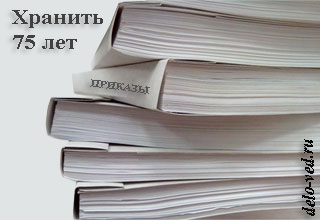 Хранить
75 лет
ПРИКАЗЫ
delo-ved.ru